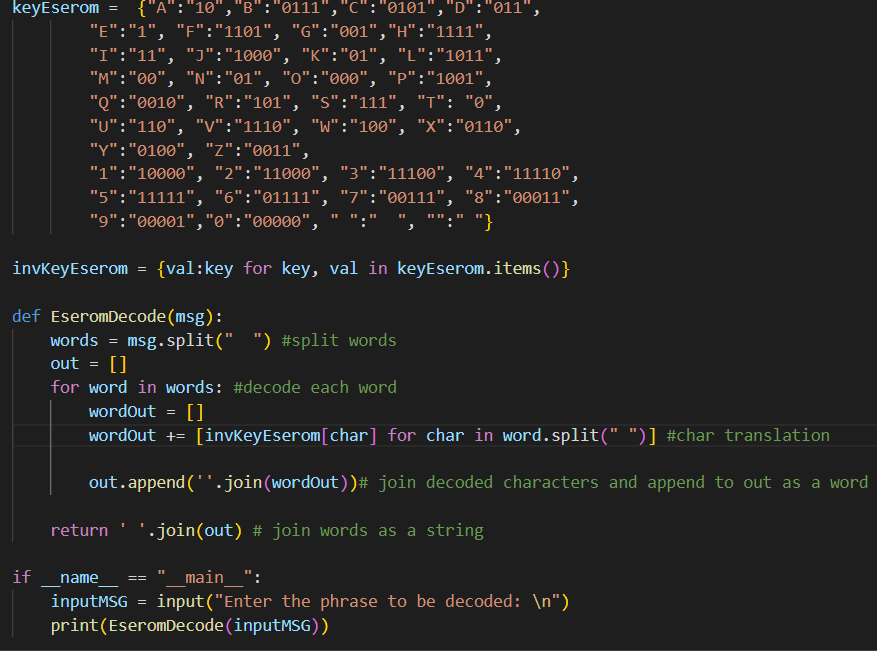 keyEserom =  {"A":"10","B":"0111","C":"0101","D":"011",
"E":"1", "F":"1101", "G":"001","H":"1111",
"I":"11", "J":"1000", "K":"01", "L":"1011",
"M":"00", "N":"01", "O":"000", "P":"1001",
"Q":"0010", "R":"101", "S":"111", "T": "0",
"U":"110", "V":"1110", "W":"100", "X":"0110",
"Y":"0100", "Z":"0011",
"1":"10000", "2":"11000", "3":"11100", "4":"11110",
"5":"11111", "6":"01111", "7":"00111", "8":"00011",
"9":"00001","0":"00000", " ":"  ", "":" "}
invKeyEserom = {val:key for key, val in keyEserom.items()}
def EseromDecode(msg):
words = msg.split("  ") #split words
out = []
for word in words: #decode each word
wordOut = []
wordOut += [invKeyEserom[char] for char in word.split(" ")] #char translation
out.append(''.join(wordOut))# join decoded characters and append to out as a word
return ' '.join(out) # join words as a string
if __name__ == "__main__":
inputMSG = input("Enter the phrase to be decoded: \n")
print(EseromDecode(inputMSG))